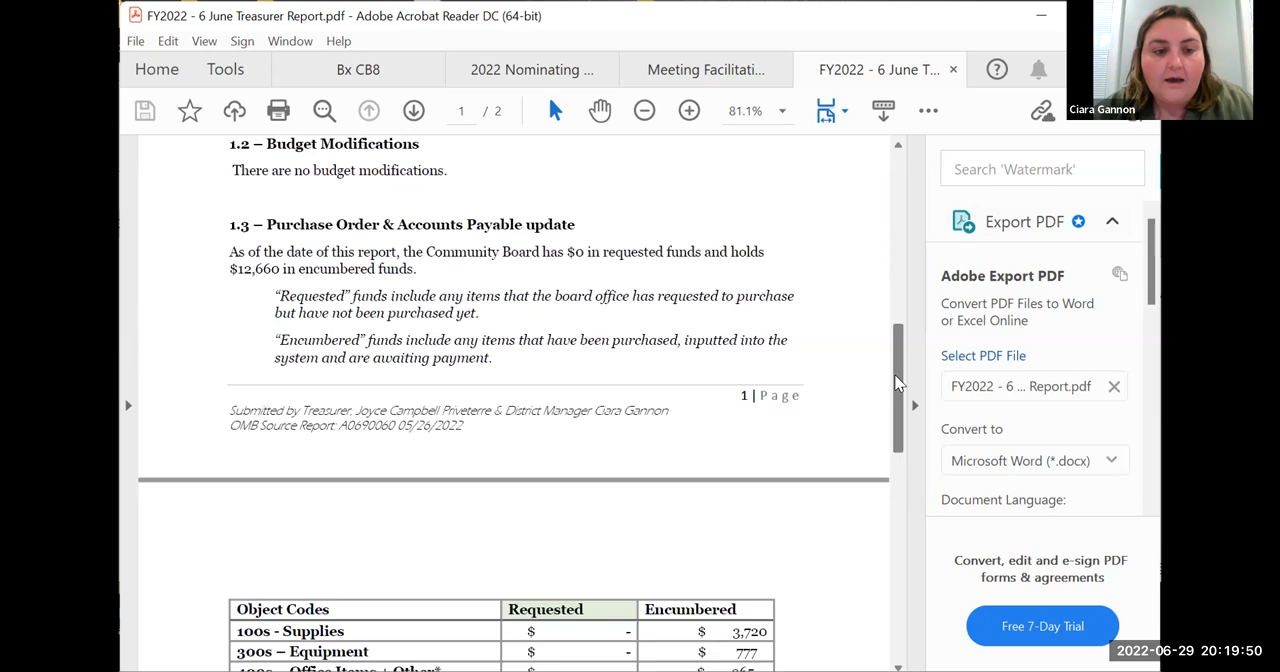 FY2022 - 6 June Treasurer Report.pdf - Adobe Acrobat Reader DC (64-bit)
File Edit View Sign Window Help
Home Tools Bx CB8 2022 Nominating ... Meeting Facilitati... FY2022 - 6 June T... ×
1 / 2 81.1%
Ciara Gannon
1.2 – Budget Modifications
There are no budget modifications.
1.3 – Purchase Order & Accounts Payable update
As of the date of this report, the Community Board has $0 in requested funds and holds
$12,660 in encumbered funds.
“Requested” funds include any items that the board office has requested to purchase
but have not been purchased yet.
“Encumbered” funds include any items that have been purchased, inputted into the
system and are awaiting payment.
1 | Page
Submitted by Treasurer, Joyce Campbell Priveterre & District Manager Ciara Gannon
OMB Source Report: A0690060 05/26/2022
Object Codes Requested Encumbered
100s - Supplies $ - $ 3,720
300s – Equipment $ - $ 777
Search 'Watermark'
Export PDF
Adobe Export PDF
Convert PDF Files to Word
or Excel Online
Select PDF File
FY2022 - 6 ... Report.pdf
Convert to
Microsoft Word (*.docx)
Document Language:
Convert, edit and e-sign PDF
forms & agreements
Free 7-Day Trial
2022-06-29 20:19:50